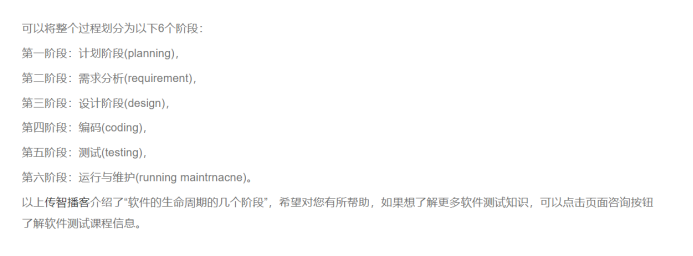 可以将整个过程划分为以下6个阶段：
第一阶段：计划阶段(planning)，
第二阶段：需求分析(requirement)，
第三阶段：设计阶段(design)，
第四阶段：编码(coding)，
第五阶段：测试(testing)，
第六阶段：运行与维护(running maintrnacne)。
以上传智播客介绍了“软件的生命周期的几个阶段”，希望对您有所帮助，如果想了解更多软件测试知识，可以点击页面咨询按钮
了解软件测试课程信息。